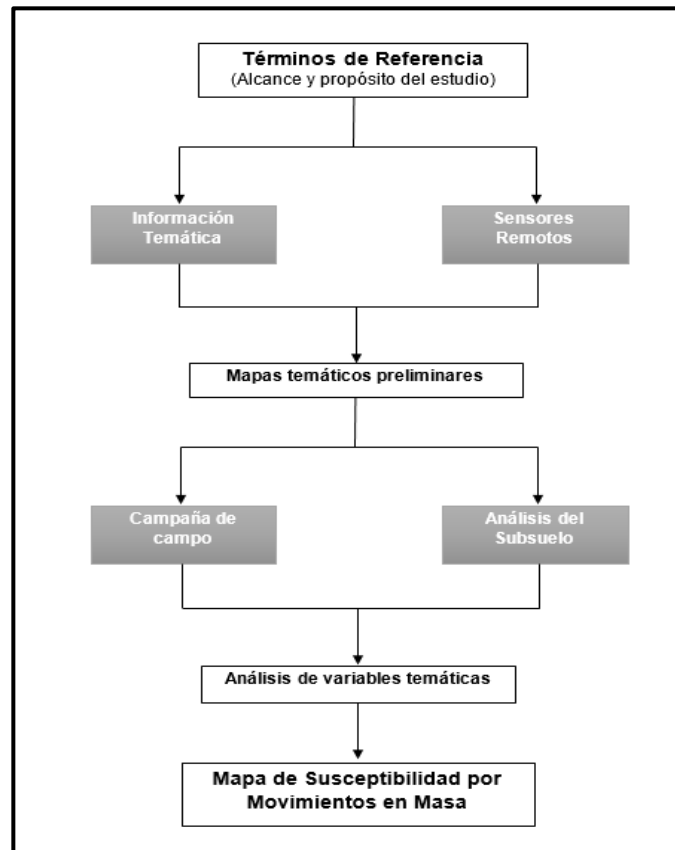 Términos de Referencia
(Alcance y propósito del estudio)
Información
Temática
Sensores
Remotos
Mapas temáticos preliminares
Campaña de
campo
Análisis del
Subsuelo
Análisis de variables temáticas
Mapa de Susceptibilidad por
Movimientos en Masa